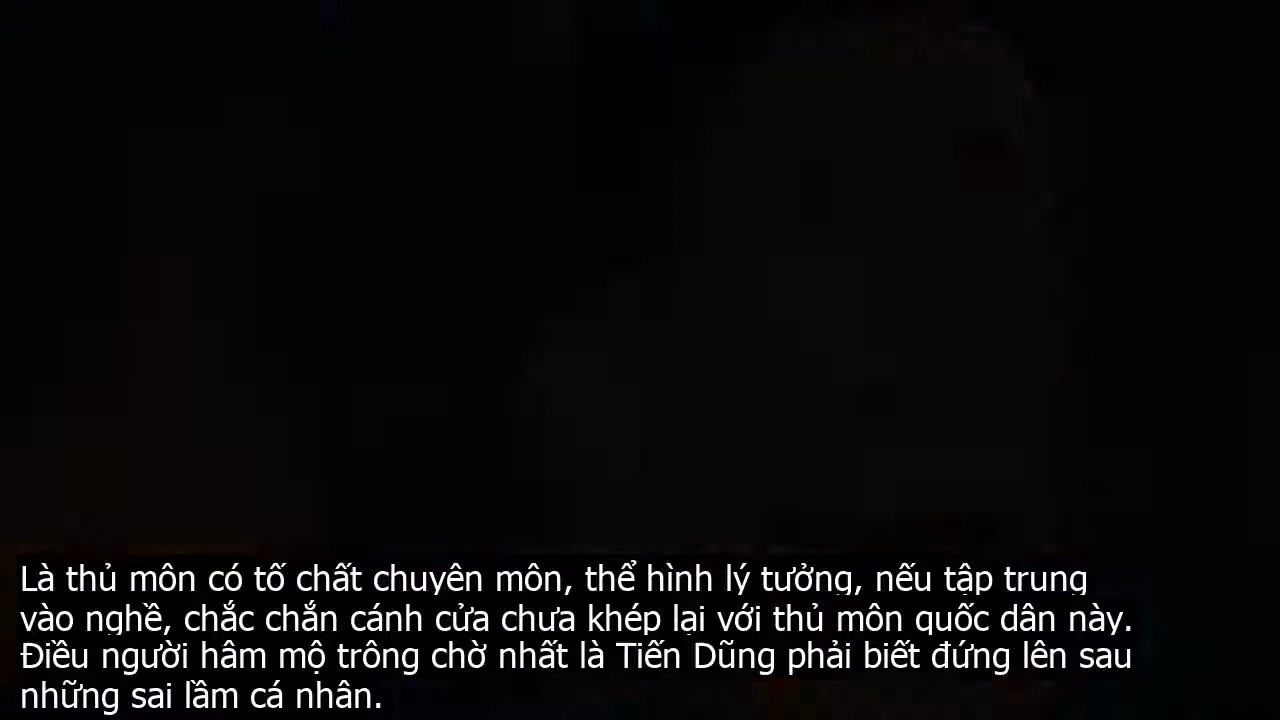 Là thủ môn có tố chất chuyên môn, thể hình lý tưởng, nếu tập trung
vào nghề, chắc chắn cánh cửa chưa khép lại với thủ môn quốc dân này.
Điều người hâm mộ trông chờ nhất là Tiến Dũng phải biết đứng lên sau
những sai lầm cá nhân.